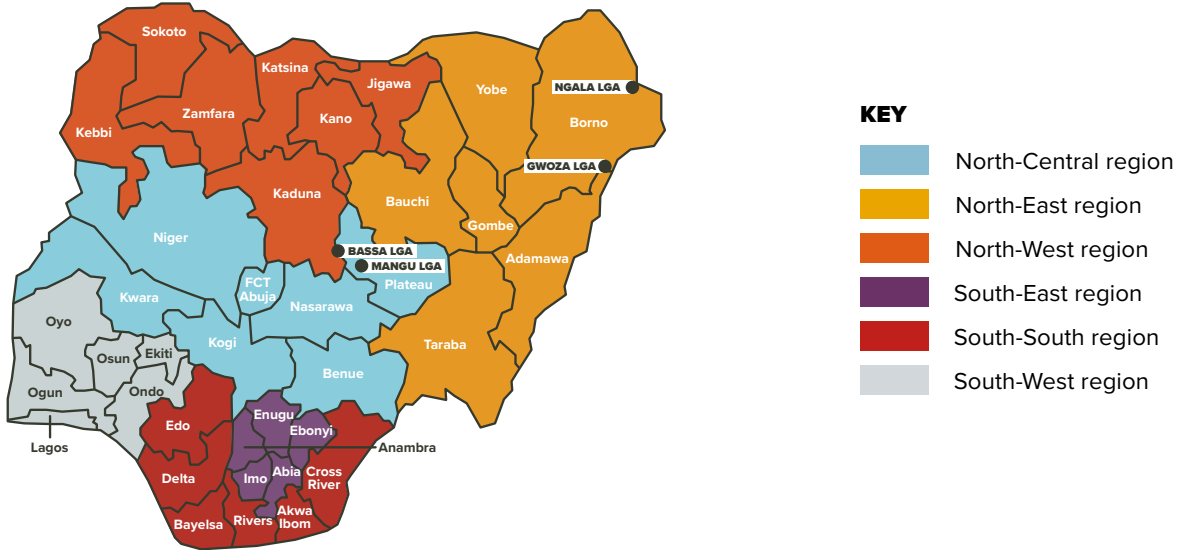 Sokoto
Katsina
Jigawa
Yobe
NGALA LGA
Zamfara
Kano
Borno
Kebbi
GWOZA LGA
Kaduna
Bauchi
Gombe
Niger
BASSA LGA
Adamawa
MANGU LGA
FCT
Abuja
Plateau
Kwara
Nasarawa
Oyo
Kogi
Taraba
Osun
Ekiti
Benue
Ogun
Ondo
Enugu
Edo
Ebonyi
Lagos
Anambra
Delta
Imo
Abia
Cross
River
Bayelsa
Rivers
Akwa
Ibom
KEY
North-Central region
North-East region
North-West region
South-East region
South-South region
South-West region